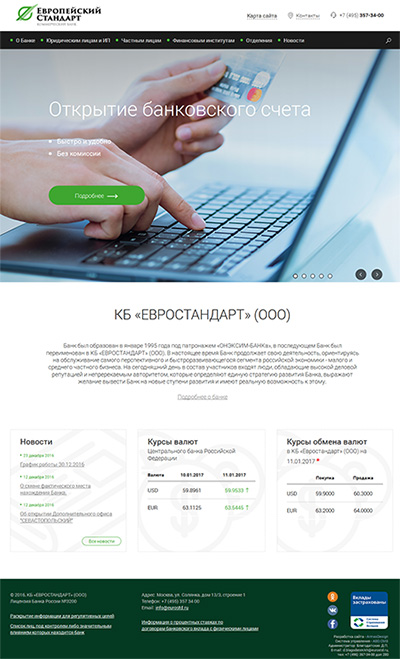 Европейский
Стандарт
Карта сайта
Контакты
+7 (495) 357-34-00
О Банке
Юридическим лицам и ИП
Частным лицам
Финансовым институтам
Отделения
Новости
Открытие банковского счета
Быстро и удобно
Без комиссии
Подробнее
КБ «ЕВРОСТАНДАРТ» (ООО)
Банк был образован в январе 1995 года под патронажем «ОНЭКСИМ-БАНКа», в последующем Банк был
переименован в КБ «ЕВРОСТАНДАРТ» (ООО). В настоящее время Банк продолжает свою деятельность, ориентируясь
на обслуживание самого перспективного и быстроразвивающегося сегмента российской экономики - малого и
среднего частного бизнеса. На сегодняшний день в состав участников входят люди, обладающие высокой деловой
репутацией и непререкаемым авторитетом, которые определяют единую стратегию развития Банка, выражают
желание вывести Банк на новые ступени развития и имеют реальную возможность к этому.
Подробнее о банке
Новости
23 декабря 2016
График работы 30.12.2016
12 декабря 2016
О смене фактического места
нахождения Банка.
12 декабря 2016
Об открытии Дополнительного офиса
"СЕВАСТОПОЛЬСКИЙ"
Все новости
Курсы валют
Центрального банка Российской
Федерации
Валюта 10.01.2017 11.01.2017
USD 59.8961 59.9533 ↑
EUR 63.1125 63.5445 ↑
Курсы обмена валют
в КБ «Евростандарт» (ООО) на
11.01.2017
Покупка Продажа
USD 59.9000 60.3000
EUR 63.2000 64.0000
© 2016, КБ «ЕВРОСТАНДАРТ» (ООО)
Лицензия Банка России №3200
Раскрытие информации для регулятивных целей
Список лиц, под контролем либо значительным
влиянием которых находится банк
Адрес: Москва, ул. Солянка, дом 13/3, строение 1
Телефон: +7 (495) 357 34 00
Email: info@eurostd.ru
Информация о процентных ставках по
договорам банковского вклада с физическими лицами
Вклады
застрахованы
Разработка сайта -
Система управления -